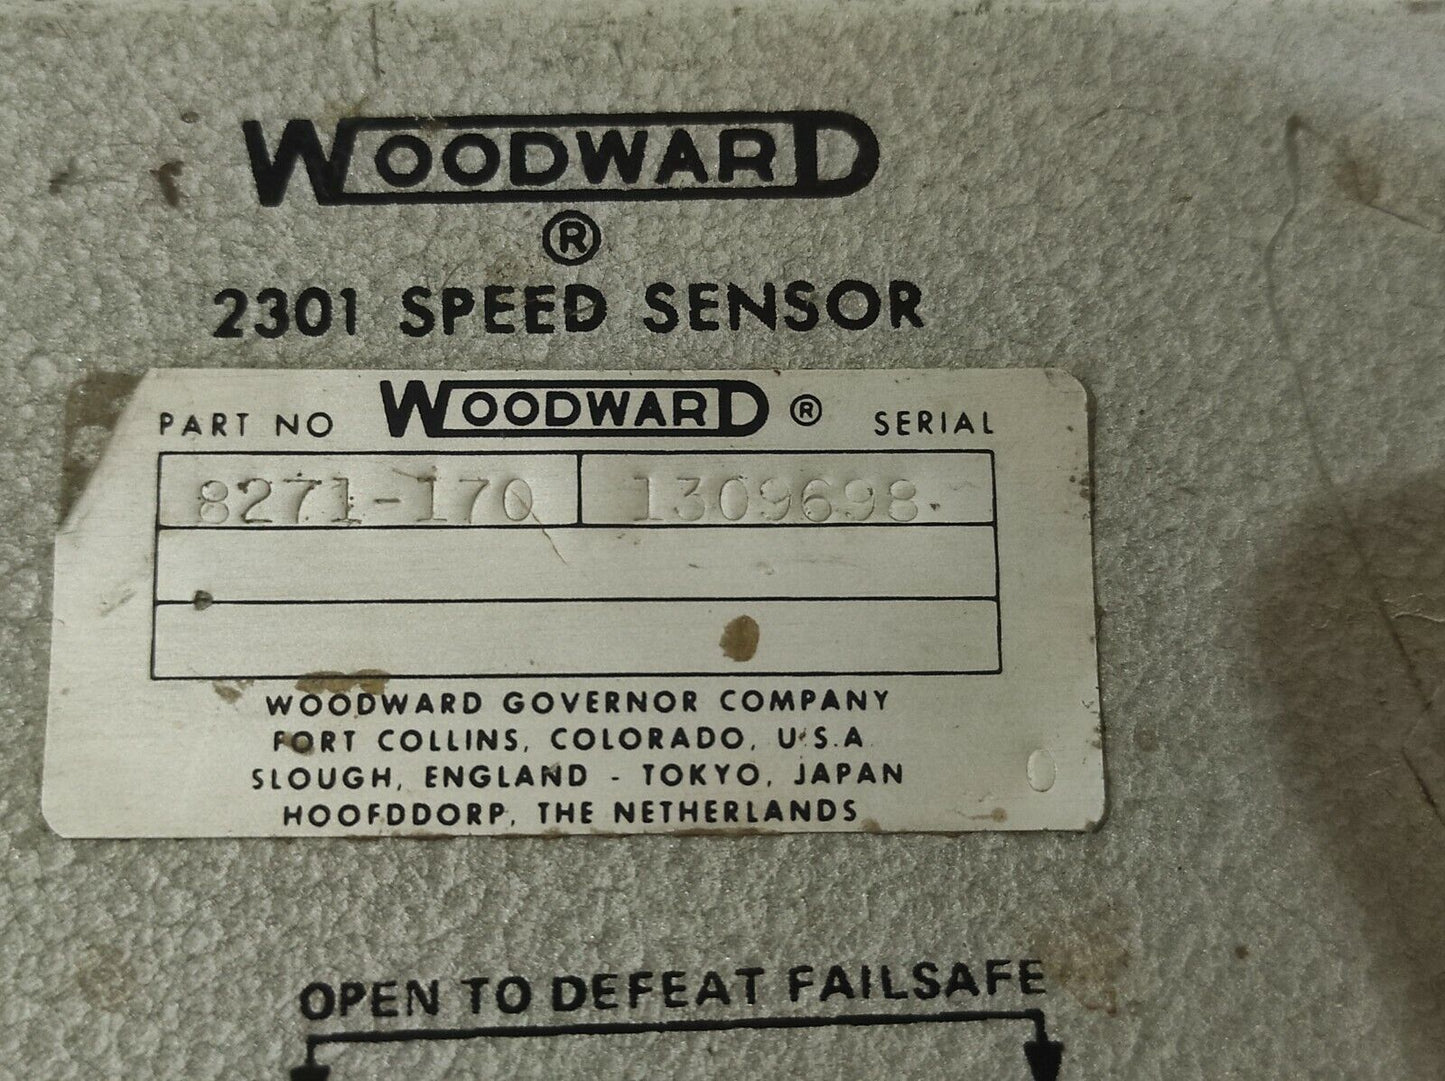 WOODWARD
®
2301 SPEED SENSOR
PART NO WOODWARD ® SERIAL
8271-170 1309698
WOODWARD GOVERNOR COMPANY
FORT COLLINS, COLORADO, U.S.A
SLOUGH, ENGLAND - TOKYO, JAPAN
HOOFDDORP, THE NETHERLANDS
OPEN TO DEFEAT FAILSAFE